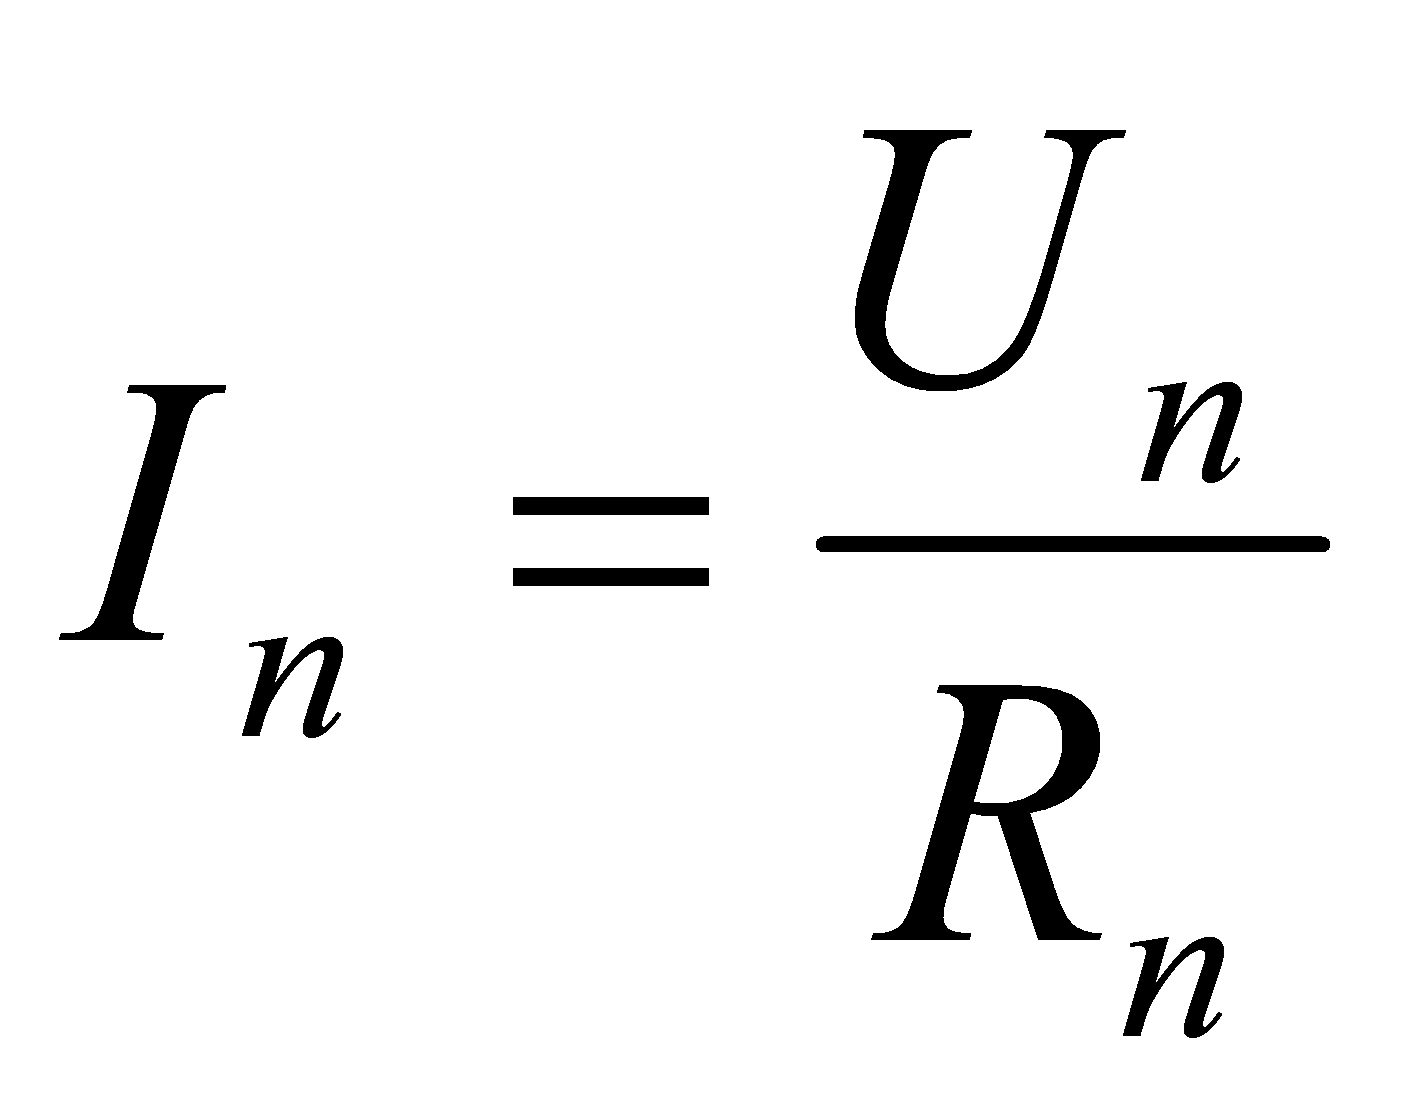 I_n = U_n / R_n